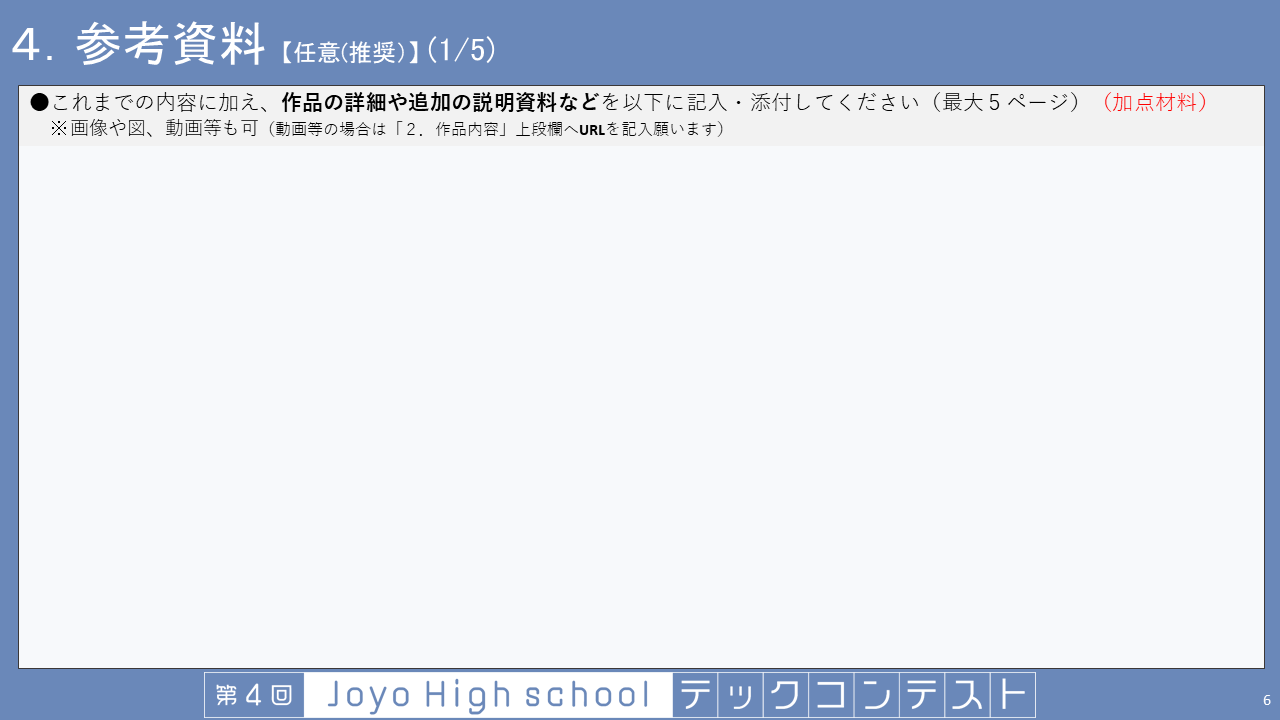 ４．参考資料【任意(推奨)】(1/5)
●これまでの内容に加え、作品の詳細や追加の説明資料などを以下に記入・添付してください（最大５ページ）（加点材料）
※画像や図、動画等も可（動画等の場合は「２．作品内容」上段欄へURLを記入願います）
第4回 Joyo High school テックコンテスト
6